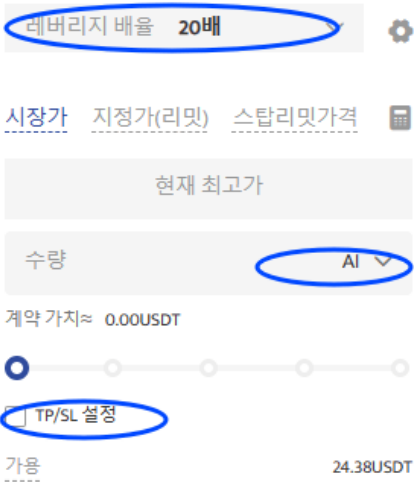 레버리지 배율 20배
시장가 지정가(리밋) 스탑리밋가격
현재 최고가
수량 AI
계약 가치≈ 0.00USDT
TP/SL 설정
가용 24.38USDT